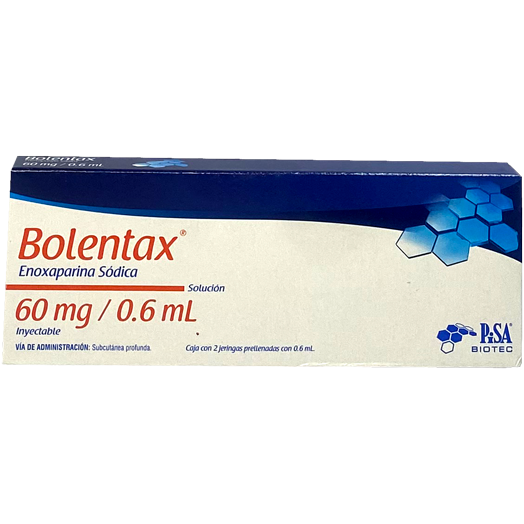 Bolentax
60 mg / 0.6 mL
Bolentax®
Enoxaparina Sódica
Solución
60 mg / 0.6 mL
Inyectable
VÍA DE ADMINISTRACIÓN: Subcutánea profunda.
Caja con 2 jeringas prellenadas con 0.6 mL.
PiSA®
BIOTEC